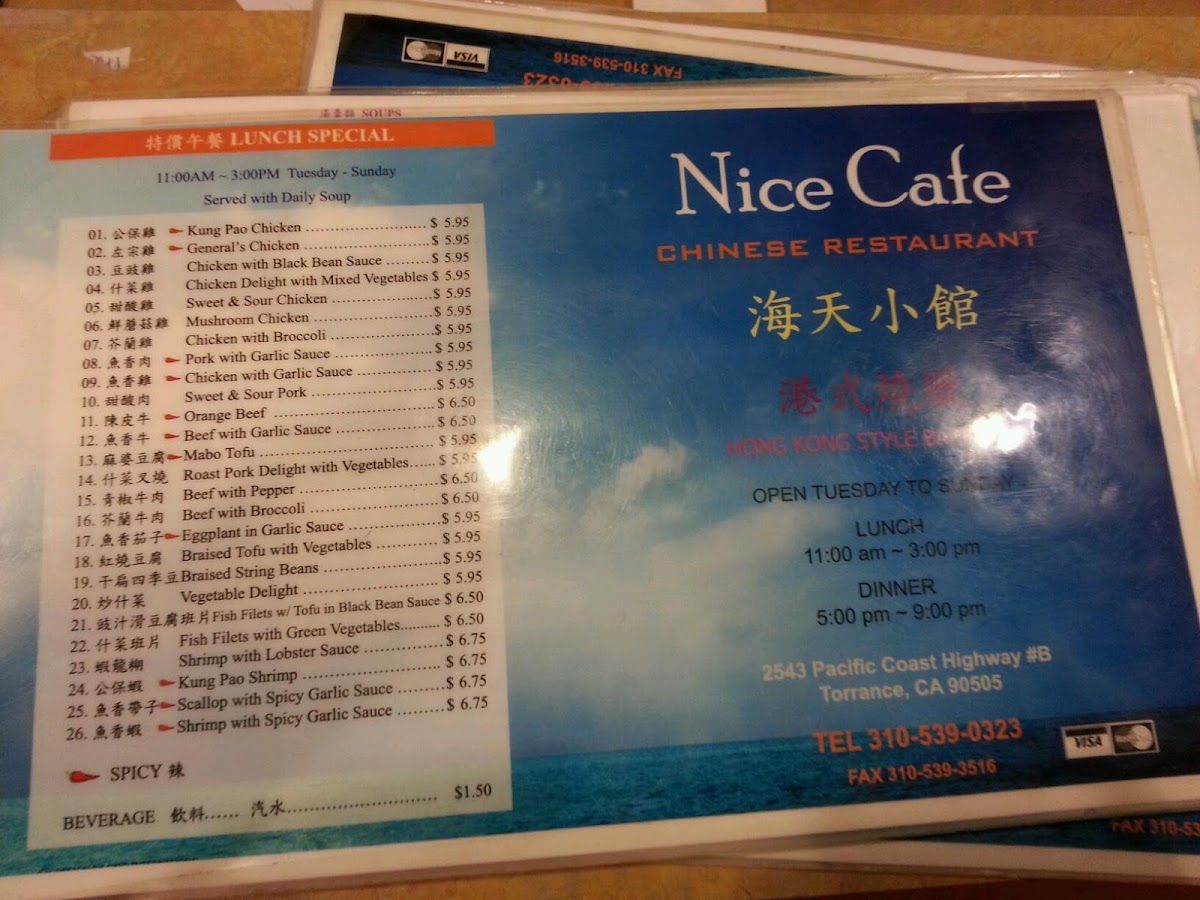 VISA
FAX 310-539-3516
0323
SOUPS
特價午餐 LUNCH SPECIAL
11:00AM ~ 3:00PM Tuesday - Sunday
Served with Daily Soup
01. 公保雞 Kung Pao Chicken ............................ $ 5.95
02. 左宗雞 General's Chicken ............................ $ 5.95
03. 豆豉雞 Chicken with Black Bean Sauce .......... $ 5.95
04. 什菜雞 Chicken Delight with Mixed Vegetables $ 5.95
05. 甜酸雞 Sweet & Sour Chicken ....................... $ 5.95
06. 鮮蘑菇雞 Mushroom Chicken ............................ $ 5.95
07. 芥蘭雞 Chicken with Broccoli ......................... $ 5.95
08. 魚香肉 Pork with Garlic Sauce ....................... $ 5.95
09. 魚香雞 Chicken with Garlic Sauce ................... $ 5.95
10. 甜酸肉 Sweet & Sour Pork ............................. $ 5.95
11. 陳皮牛 Orange Beef ..................................... $ 6.50
12. 魚香牛 Beef with Garlic Sauce ....................... $ 6.50
13. 麻婆豆腐 Mabo Tofu ........................................ $ 5.95
14. 什菜叉燒 Roast Pork Delight with Vegetables...... $ 5.95
15. 青椒牛肉 Beef with Pepper ................................ $ 6.50
16. 芥蘭牛肉 Beef with Broccoli .............................. $ 6.50
17. 魚香茄子 Eggplant in Garlic Sauce ..................... $ 5.95
18. 紅燒豆腐 Braised Tofu with Vegetables .............. $ 5.95
19. 干扁四季豆 Braised String Beans .......................... $ 5.95
20. 炒什菜 Vegetable Delight ............................... $ 5.95
21. 豉汁滑豆腐班片 Fish Filets w/ Tofu in Black Bean Sauce $ 6.50
22. 什菜班片 Fish Filets with Green Vegetables......... $ 6.50
23. 蝦龍糊 Shrimp with Lobster Sauce .................. $ 6.75
24. 公保蝦 Kung Pao Shrimp ................................ $ 6.75
25. 魚香帶子 Scallop with Spicy Garlic Sauce .......... $ 6.75
26. 魚香蝦 Shrimp with Spicy Garlic Sauce .......... $ 6.75
SPICY 辣
BEVERAGE 飲料...... 汽水................................ $1.50
Nice Cafe
CHINESE RESTAURANT
海天小館
港式燒臘
HONG KONG STYLE
OPEN TUESDAY TO SUNDAY
LUNCH
11:00 am ~ 3:00 pm
DINNER
5:00 pm ~ 9:00 pm
2543 Pacific Coast Highway #B
Torrance, CA 90505
TEL 310-539-0323
FAX 310-539-3516
VISA
FAX 310-53